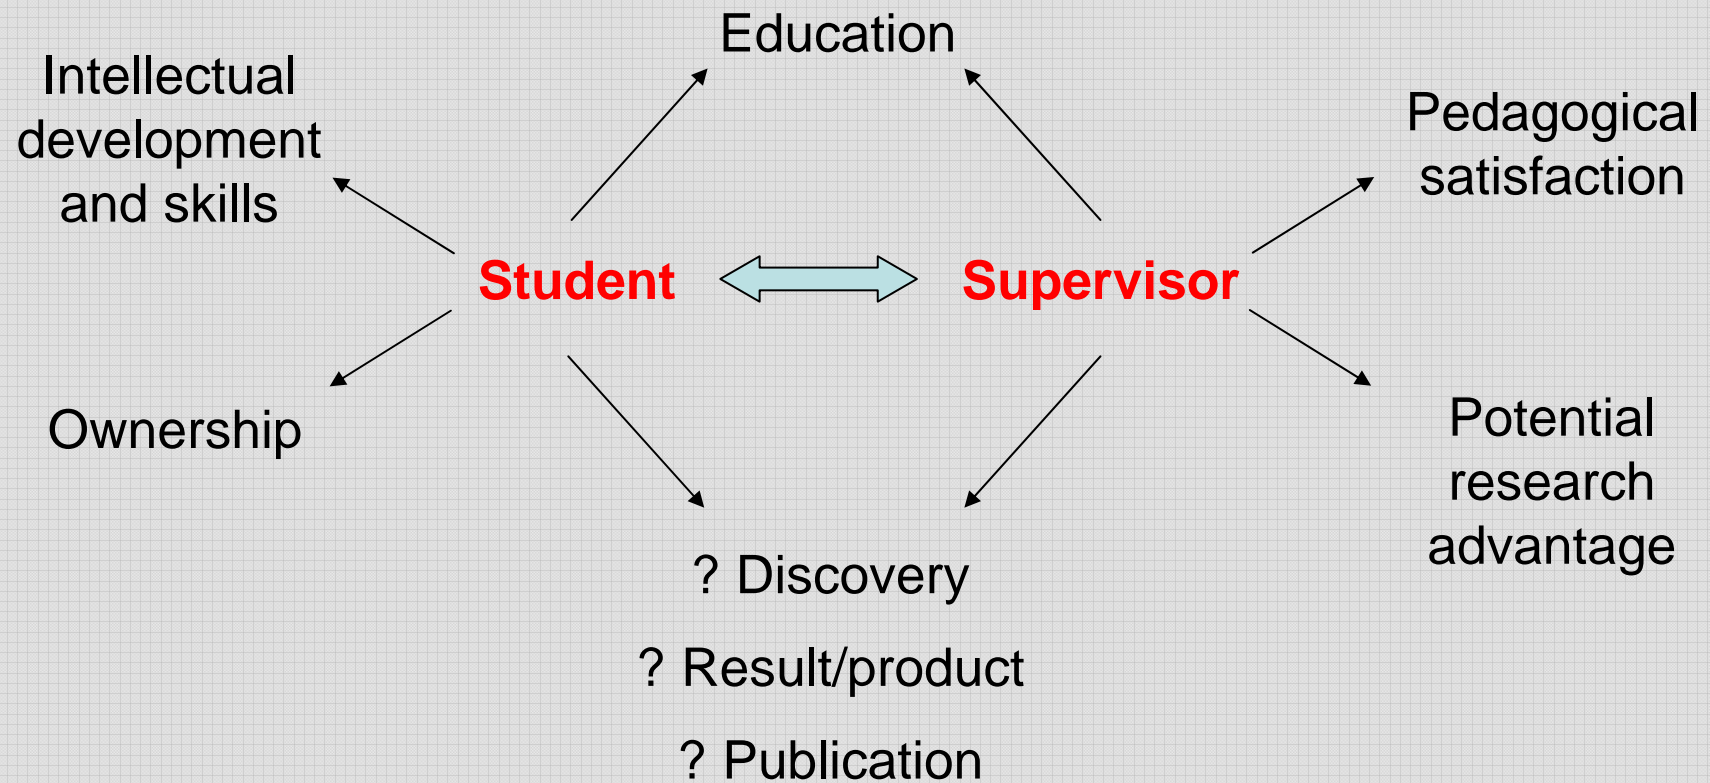 Education
Intellectual
development
and skills
Pedagogical
satisfaction
Student
Supervisor
Ownership
Potential
research
advantage
? Discovery
? Result/product
? Publication